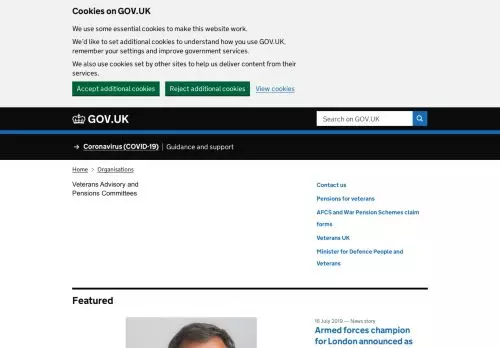 Cookies on GOV.UK
We use some essential cookies to make this website work.
We'd like to set additional cookies to understand how you use GOV.UK,
remember your settings and improve government services.
We also use cookies set by other sites to help us deliver content from their
services.
Accept additional cookies
Reject additional cookies
View cookies
GOV.UK
Search on GOV.UK
→ Coronavirus (COVID-19) | Guidance and support
Home > Organisations
Veterans Advisory and
Pensions Committees
Contact us
Pensions for veterans
AFCS and War Pension Schemes claim
forms
Veterans UK
Minister for Defence People and
Veterans
Featured
16 July 2019 — News story
Armed forces champion
for London announced as